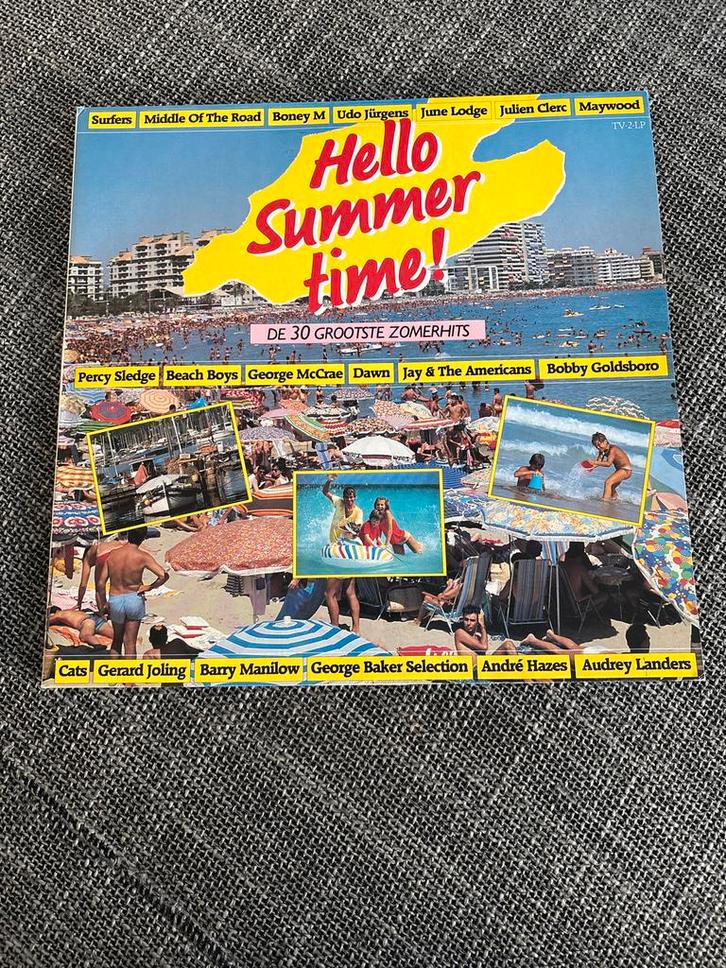 Surfers Middle Of The Road Boney M Udo Jürgens June Lodge Julien Clerc Maywood
TV-2-LP
Hello
Summer
time!
DE 30 GROOTSTE ZOMERHITS
Percy Sledge Beach Boys George McCrae Dawn Jay & The Americans Bobby Goldsboro
Cats Gerard Joling Barry Manilow George Baker Selection André Hazes Audrey Landers